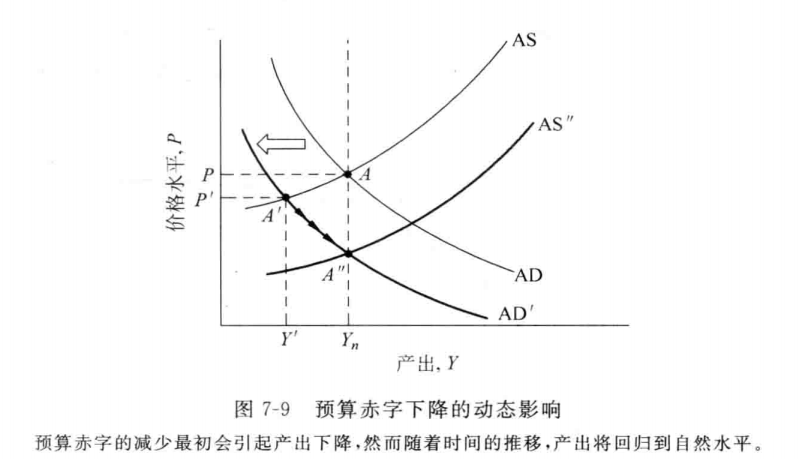 AS
AS″
价格水平, P
P
A
P′
A′
A″
AD
AD′
Y′
Yn
产出, Y
图 7-9 预算赤字下降的动态影响
预算赤字的减少最初会引起产出下降,然而随着时间的推移,产出将回归到自然水平。